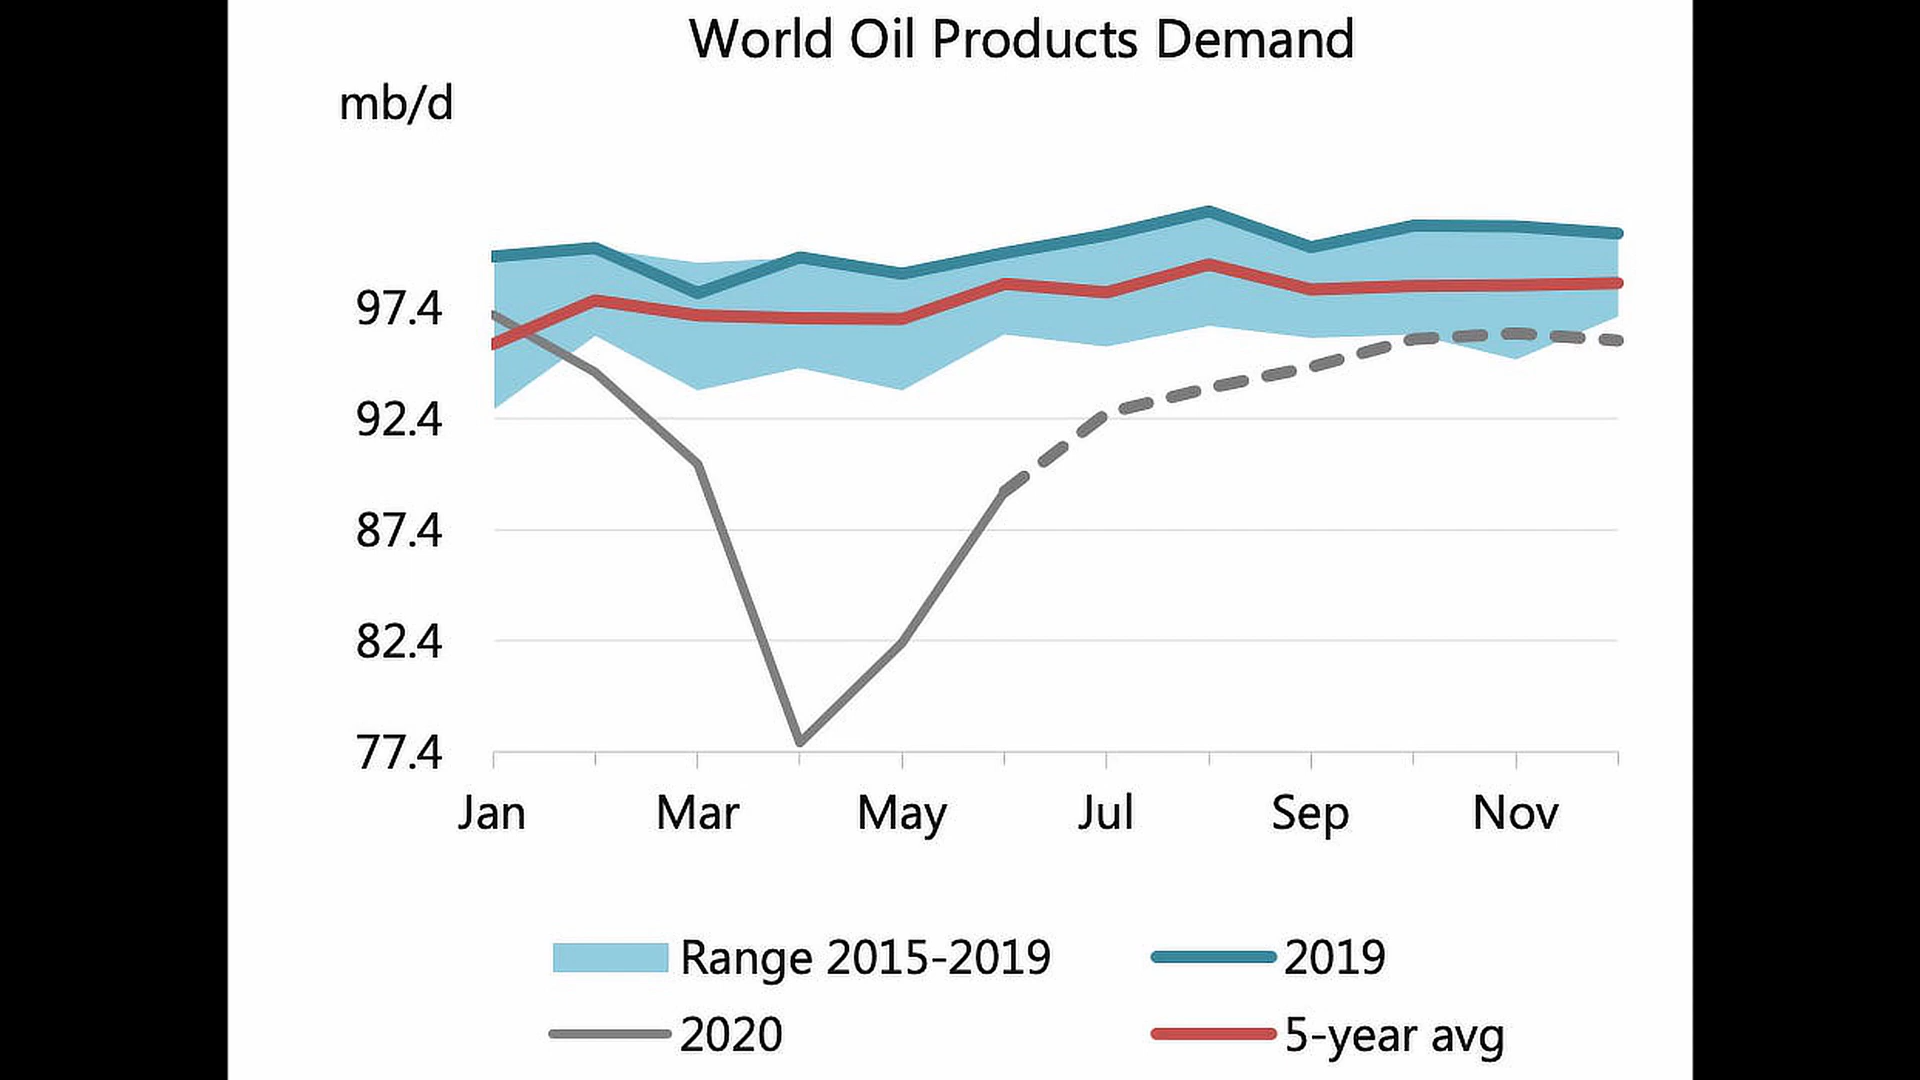 World Oil Products Demand
mb/d
97.4
92.4
87.4
82.4
77.4
Jan Mar May Jul Sep Nov
Range 2015-2019 2019
2020 5-year avg